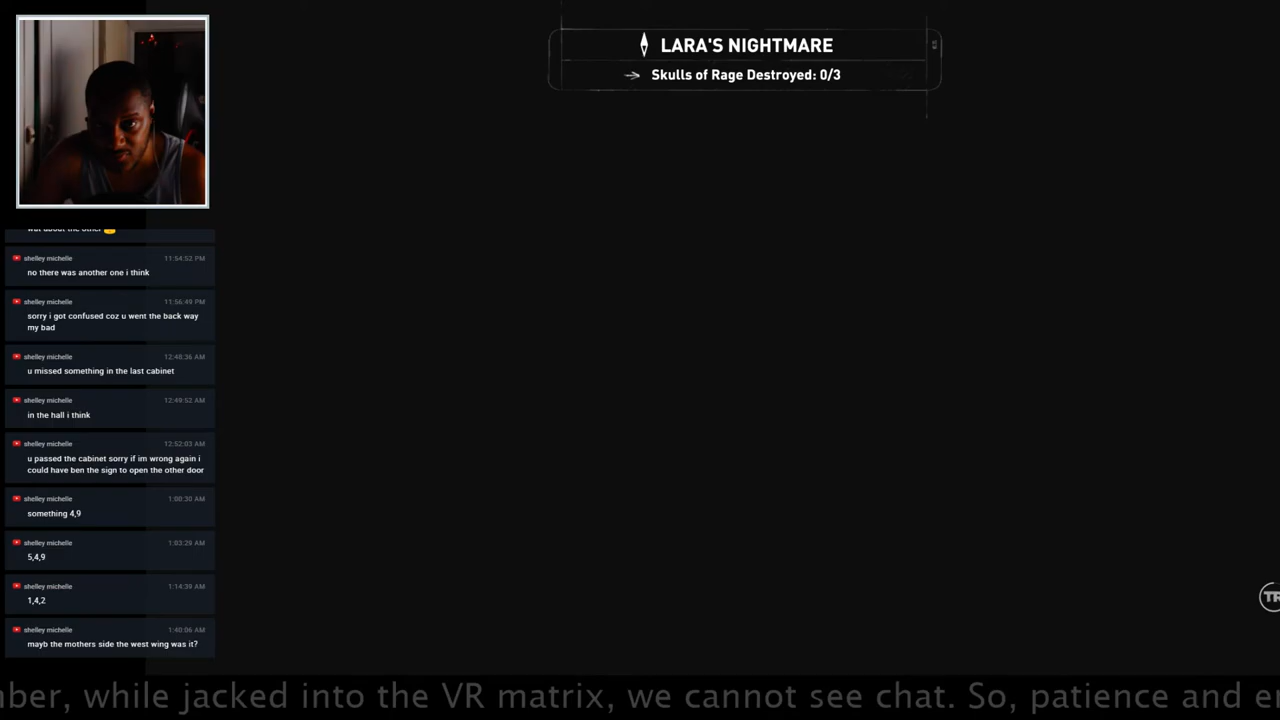 LARA'S NIGHTMARE
Skulls of Rage Destroyed: 0/3
wat about the other
shelley michelle 11:54:52 PM
no there was another one i think
shelley michelle 11:56:49 PM
sorry i got confused coz u went the back way
my bad
shelley michelle 12:48:36 AM
u missed something in the last cabinet
shelley michelle 12:49:52 AM
in the hall i think
shelley michelle 12:52:03 AM
u passed the cabinet sorry if im wrong again i
could have ben the sign to open the other door
shelley michelle 1:00:30 AM
something 4,9
shelley michelle 1:03:29 AM
5,4,9
shelley michelle 1:14:39 AM
1,4,2
shelley michelle 1:40:06 AM
mayb the mothers side the west wing was it?
TR
mber, while jacked into the VR matrix, we cannot see chat. So, patience and en